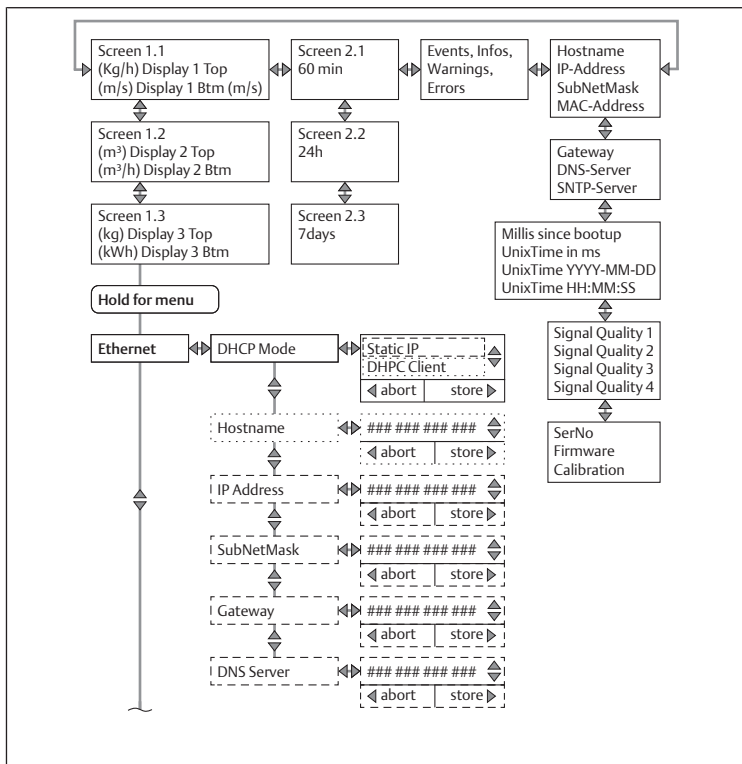 Screen 1.1
(Kg/h) Display 1 Top
(m/s) Display 1 Btm (m/s)
Screen 2.1
60 min
Events, Infos,
Warnings,
Errors
Hostname
IP-Address
SubNetMask
MAC-Address
Screen 1.2
(m³) Display 2 Top
(m³/h) Display 2 Btm
Screen 2.2
24h
Gateway
DNS-Server
SNTP-Server
Screen 1.3
(kg) Display 3 Top
(kWh) Display 3 Btm
Screen 2.3
7days
Millis since bootup
UnixTime in ms
UnixTime YYYY-MM-DD
UnixTime HH:MM:SS
Hold for menu
Signal Quality 1
Signal Quality 2
Signal Quality 3
Signal Quality 4
SerNo
Firmware
Calibration
Ethernet
DHCP Mode
Static IP
DHPC Client
abort store
Hostname
### ### ### ###
abort store
IP Address
### ### ### ###
abort store
SubNetMask
### ### ### ###
abort store
Gateway
### ### ### ###
abort store
DNS Server
### ### ### ###
abort store